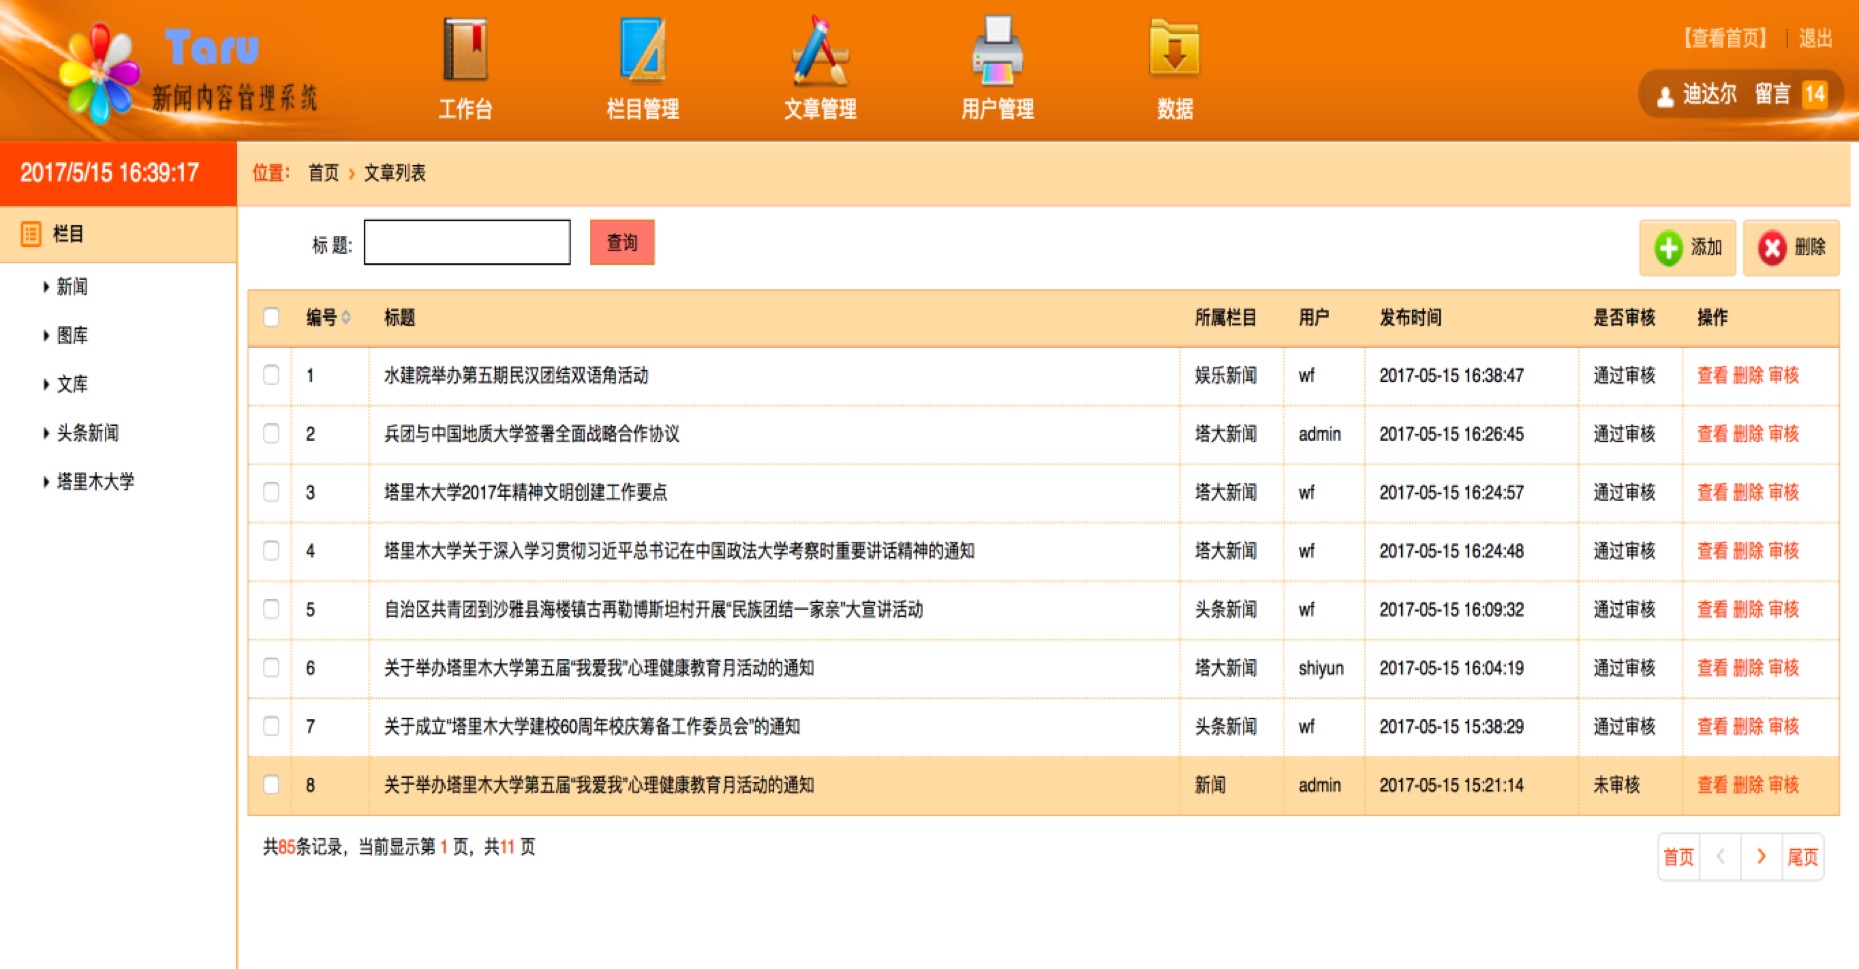 Taru
新闻内容管理系统
工作台 栏目管理 文章管理 用户管理 数据
【查看首页】 | 退出
迪达尔 留言 14
2017/5/15 16:39:17
位置： 首页 › 文章列表
栏目
新闻
图库
文库
头条新闻
塔里木大学
标 题: 查询 添加 删除
编号 标题 所属栏目 用户 发布时间 是否审核 操作
1 水建院举办第五期民汉团结双语角活动 娱乐新闻 wf 2017-05-15 16:38:47 通过审核 查看 删除 审核
2 兵团与中国地质大学签署全面战略合作协议 塔大新闻 admin 2017-05-15 16:26:45 通过审核 查看 删除 审核
3 塔里木大学2017年精神文明创建工作要点 塔大新闻 wf 2017-05-15 16:24:57 通过审核 查看 删除 审核
4 塔里木大学关于深入学习贯彻习近平总书记在中国政法大学考察时重要讲话精神的通知 塔大新闻 wf 2017-05-15 16:24:48 通过审核 查看 删除 审核
5 自治区共青团到沙雅县海楼镇古再勒博斯坦村开展“民族团结一家亲”大宣讲活动 头条新闻 wf 2017-05-15 16:09:32 通过审核 查看 删除 审核
6 关于举办塔里木大学第五届“我爱我”心理健康教育月活动的通知 塔大新闻 shiyun 2017-05-15 16:04:19 通过审核 查看 删除 审核
7 关于成立“塔里木大学建校60周年校庆筹备工作委员会”的通知 头条新闻 wf 2017-05-15 15:38:29 通过审核 查看 删除 审核
8 关于举办塔里木大学第五届“我爱我”心理健康教育月活动的通知 新闻 admin 2017-05-15 15:21:14 未审核 查看 删除 审核
共85条记录，当前显示第 1 页，共11 页
首页 ‹ › 尾页